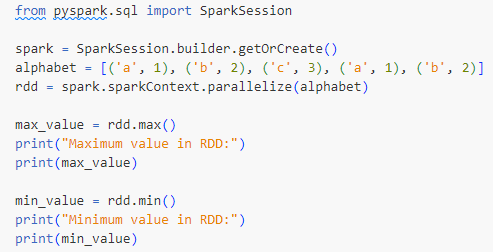 from pyspark.sql import SparkSession
spark = SparkSession.builder.getOrCreate()
alphabet = [('a', 1), ('b', 2), ('c', 3), ('a', 1), ('b', 2)]
rdd = spark.sparkContext.parallelize(alphabet)
max_value = rdd.max()
print("Maximum value in RDD:")
print(max_value)
min_value = rdd.min()
print("Minimum value in RDD:")
print(min_value)